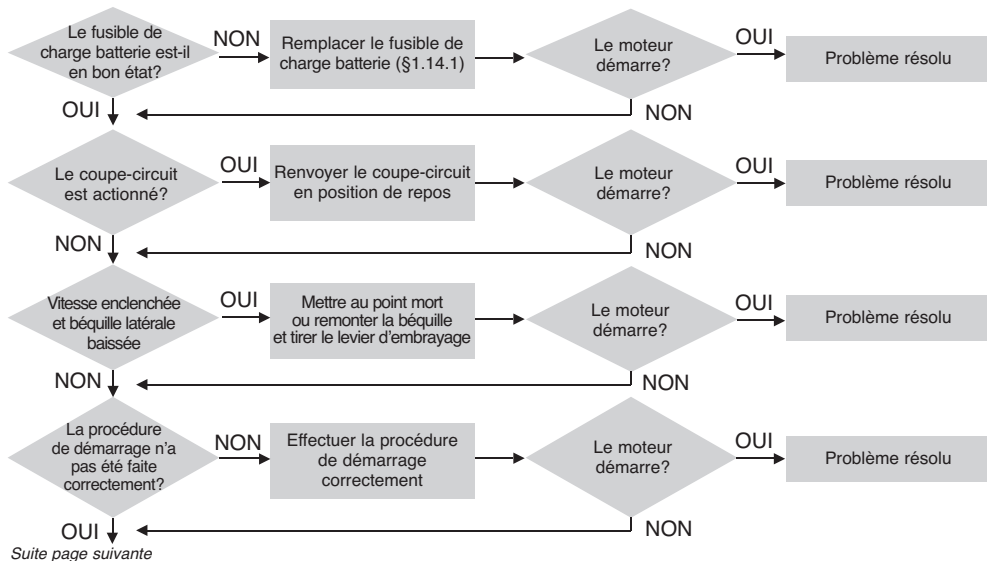 Le fusible de
charge batterie est-il
en bon état?
NON
Remplacer le fusible de
charge batterie (§1.14.1)
Le moteur
démarre?
OUI
Problème résolu
OUI
NON
Le coupe-circuit
est actionné?
OUI
Renvoyer le coupe-circuit
en position de repos
Le moteur
démarre?
OUI
Problème résolu
NON
NON
Vitesse enclenchée
et béquille latérale
baissée
OUI
Mettre au point mort
ou remonter la béquille
et tirer le levier d'embrayage
Le moteur
démarre?
OUI
Problème résolu
NON
NON
La procédure
de démarrage n'a
pas été faite
correctement?
NON
Effectuer la procédure
de démarrage
correctement
Le moteur
démarre?
OUI
Problème résolu
OUI
NON
Suite page suivante